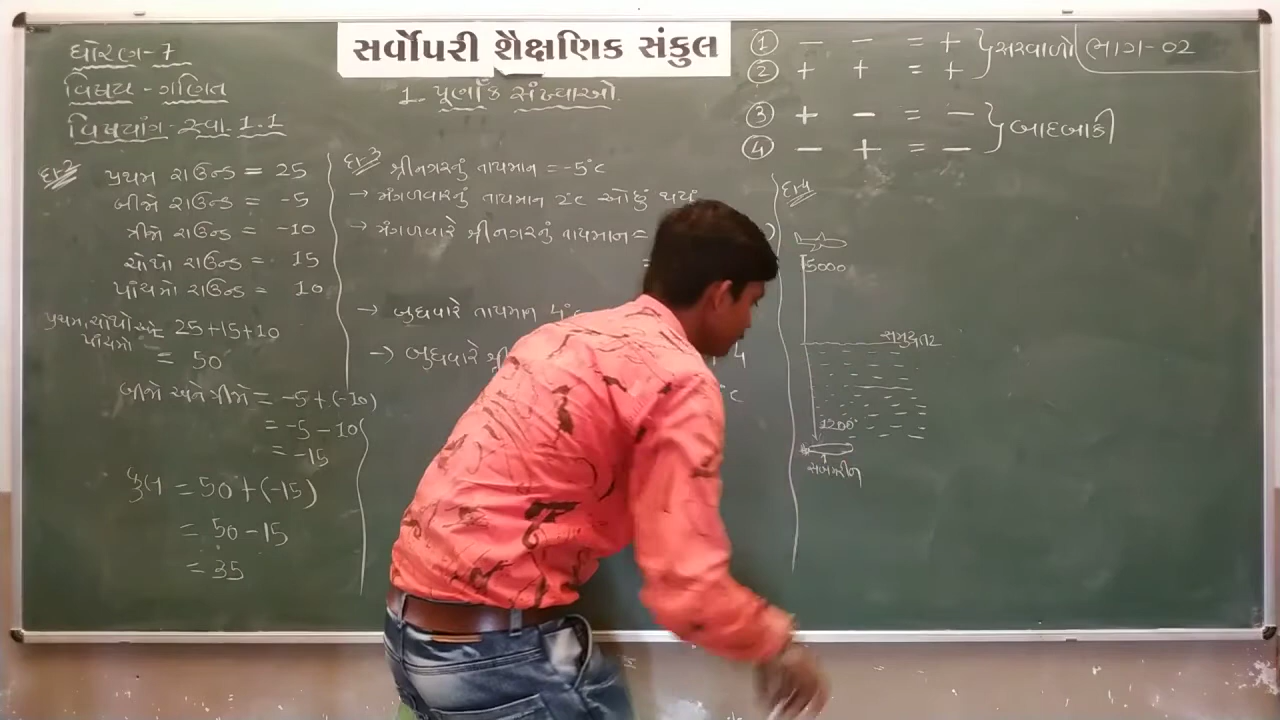 સર્વોપરી શૈક્ષણિક સંકુલ
ધોરણ-7
વિષય - ગણિત
વિષયાંગ - સ્વા. 1.1
1. પૂર્ણાંક સંખ્યાઓ.
① - - = +
② + + = +
} સરવાળો
ભાગ-02
③ + - = -
④ - + = -
} બાદબાકી
દા-2
પ્રથમ રાઉન્ડ = 25
બીજો રાઉન્ડ = -5
ત્રીજો રાઉન્ડ = -10
ચોથો રાઉન્ડ = 15
પાંચમો રાઉન્ડ = 10
પ્રથમ, ચોથો અને પાંચમો = 25+15+10
= 50
બીજો અને ત્રીજો = -5+(-10)
= -5 - 10
= -15
કુલ = 50+(-15)
= 50-15
= 35
દા-3 શ્રીનગરનું તાપમાન = -5°c
→ મંગળવારનું તાપમાન 2°c ઓછું થયું
→ મંગળવારે શ્રીનગરનું તાપમાન =
=
→ બુધવારે તાપમાન 4°c
→ બુધવારે શ્રી
4
°c
દા-4
5000
સમુદ્રતટ
1200
સબમરીન